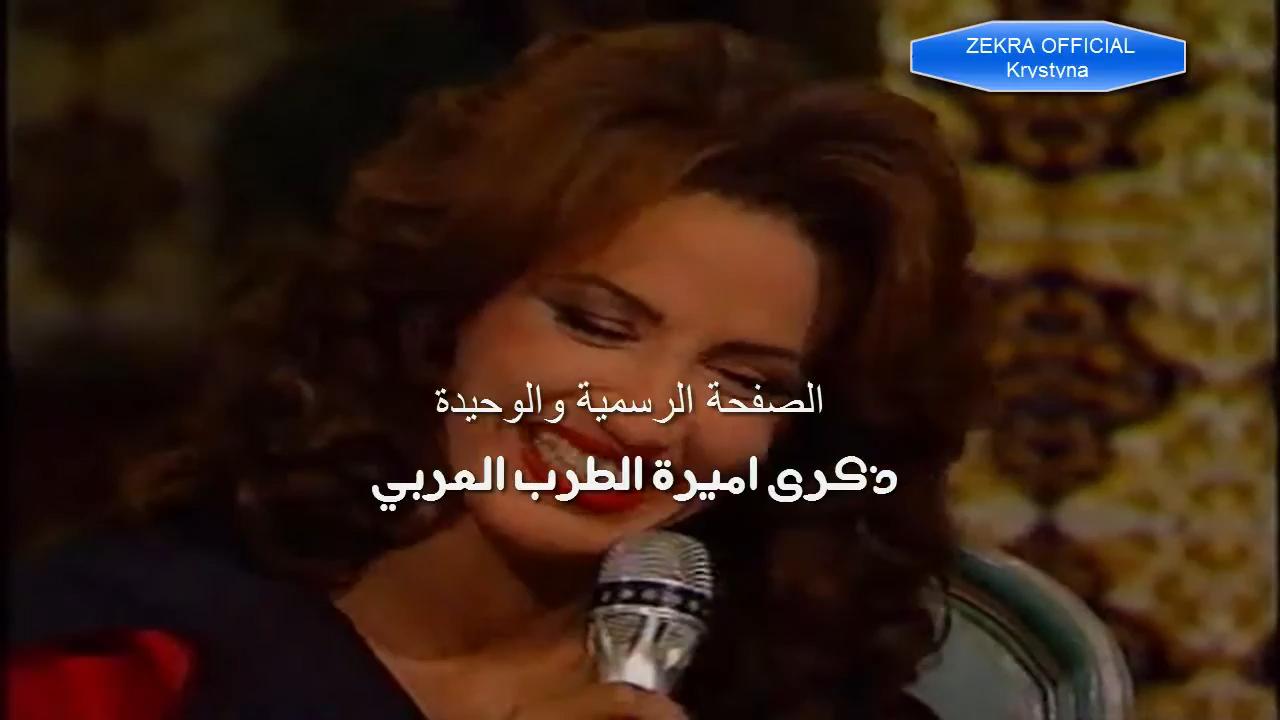 ZEKRA OFFICIAL
Krystyna
الصفحة الرسمية والوحيدة
ذكرى اميرة الطرب العربي